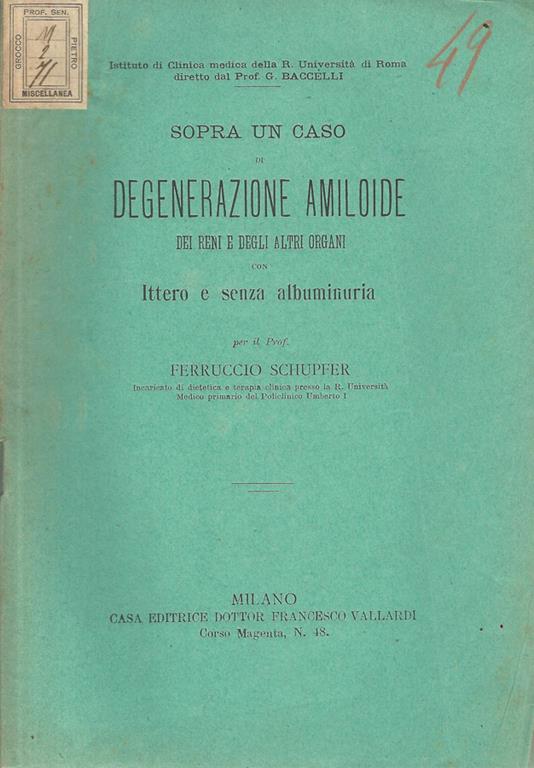 PROF. SEN.
GROCCO
PIETRO
M
2
71
MISCELLANEA
49
Istituto di Clinica medica della R. Università di Roma
diretto dal Prof. G. BACCELLI
SOPRA UN CASO
DI
DEGENERAZIONE AMILOIDE
DEI RENI E DEGLI ALTRI ORGANI
CON
Ittero e senza albuminuria
per il Prof.
FERRUCCIO SCHUPFER
Incaricato di dietetica e terapia clinica presso la R. Università
Medico primario del Policlinico Umberto I
MILANO
CASA EDITRICE DOTTOR FRANCESCO VALLARDI
Corso Magenta, N. 48.